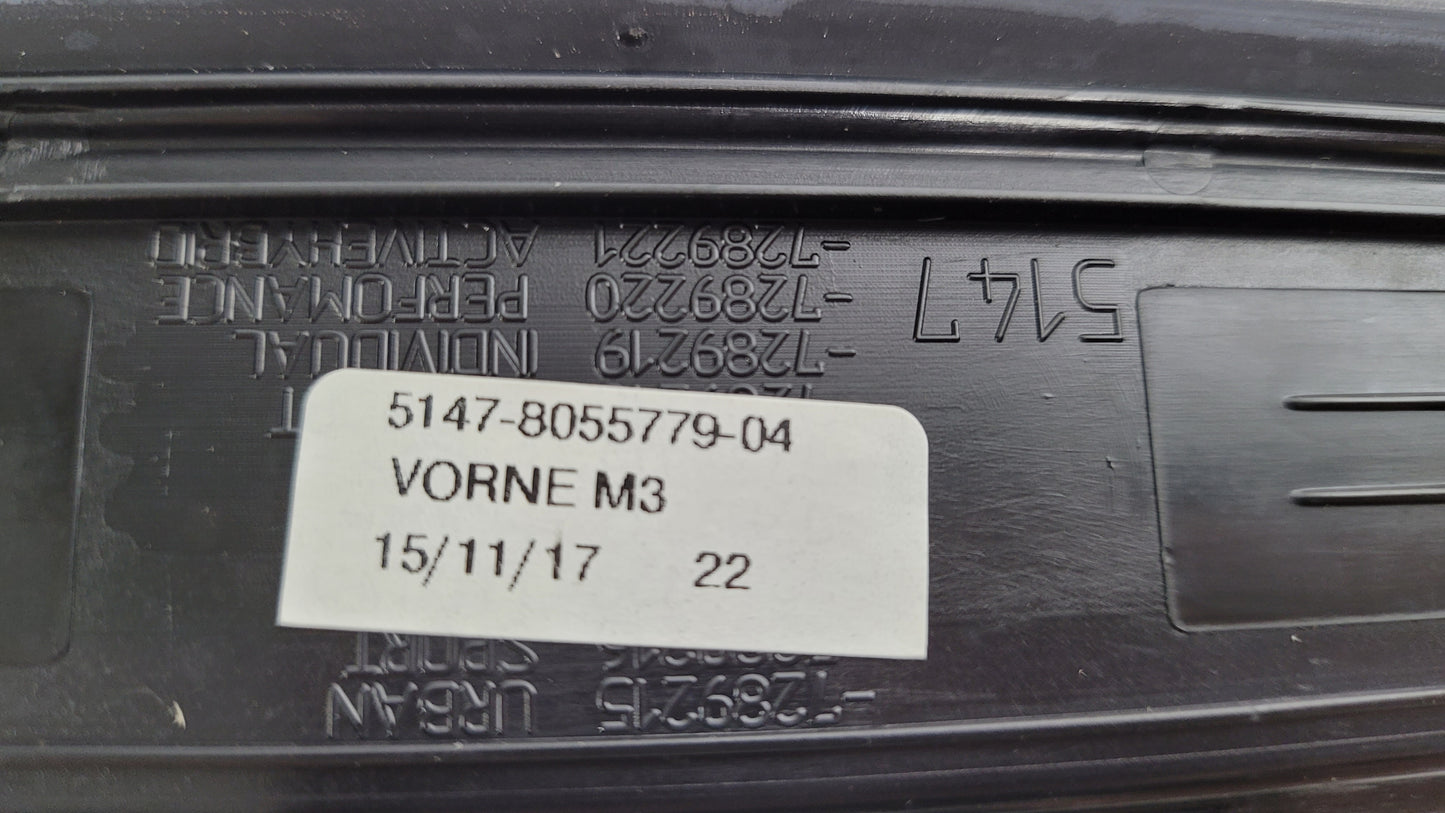 5147-8055779-04
VORNE M3
15/11/17 22
5147
-7289215 URBAN
SPORT
-7289219 INDIVIDUAL
-7289220 PERFOMANCE
-7289221 ACTIVEHYBRID